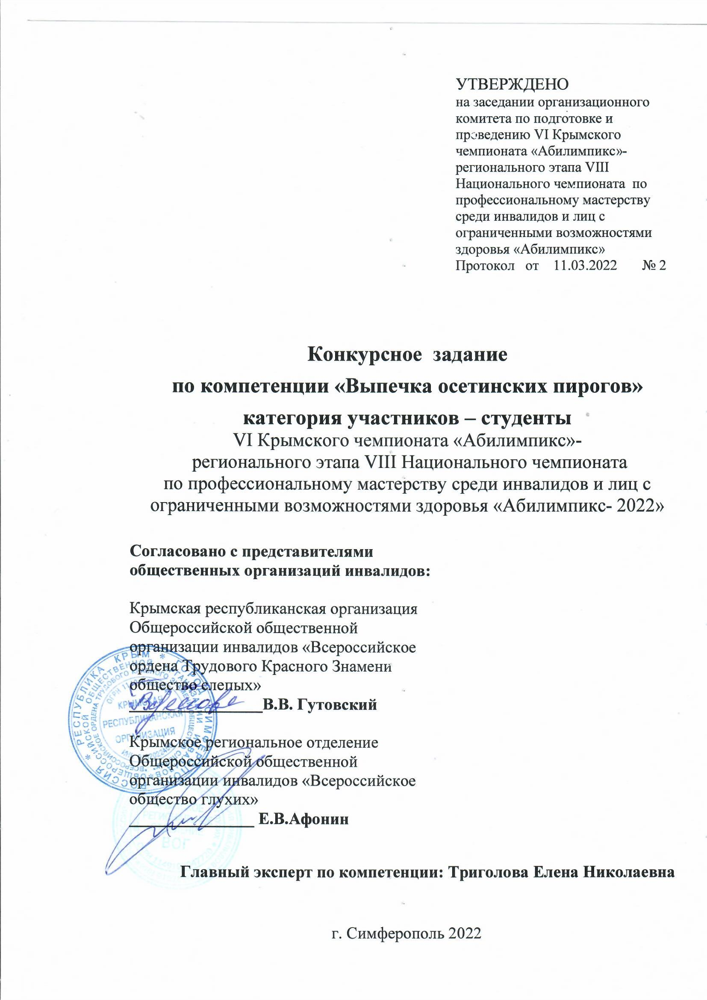 УТВЕРЖДЕНО
на заседании организационного
комитета по подготовке и
проведению VI Крымского
чемпионата «Абилимпикс»-
регионального этапа VIII
Национального чемпионата по
профессиональному мастерству
среди инвалидов и лиц с
ограниченными возможностями
здоровья «Абилимпикс»
Протокол от 11.03.2022 № 2
Конкурсное задание
по компетенции «Выпечка осетинских пирогов»
категория участников – студенты
VI Крымского чемпионата «Абилимпикс»-
регионального этапа VIII Национального чемпионата
по профессиональному мастерству среди инвалидов и лиц с
ограниченными возможностями здоровья «Абилимпикс- 2022»
Согласовано с представителями
общественных организаций инвалидов:
Крымская республиканская организация
Общероссийской общественной
организации инвалидов «Всероссийское
ордена Трудового Красного Знамени
общество слепых»
В.В. Гутовский
Крымское региональное отделение
Общероссийской общественной
организации инвалидов «Всероссийское
общество глухих»
Е.В.Афонин
Главный эксперт по компетенции: Триголова Елена Николаевна
г. Симферополь 2022
РОССИЯ * РЕСПУБЛИКА КРЫМ * ГОРОД СИМФЕРОПОЛЬ
КРЫМСКАЯ
РЕСПУБЛИКАНСКАЯ
ОРГАНИЗАЦИЯ
ВОГ